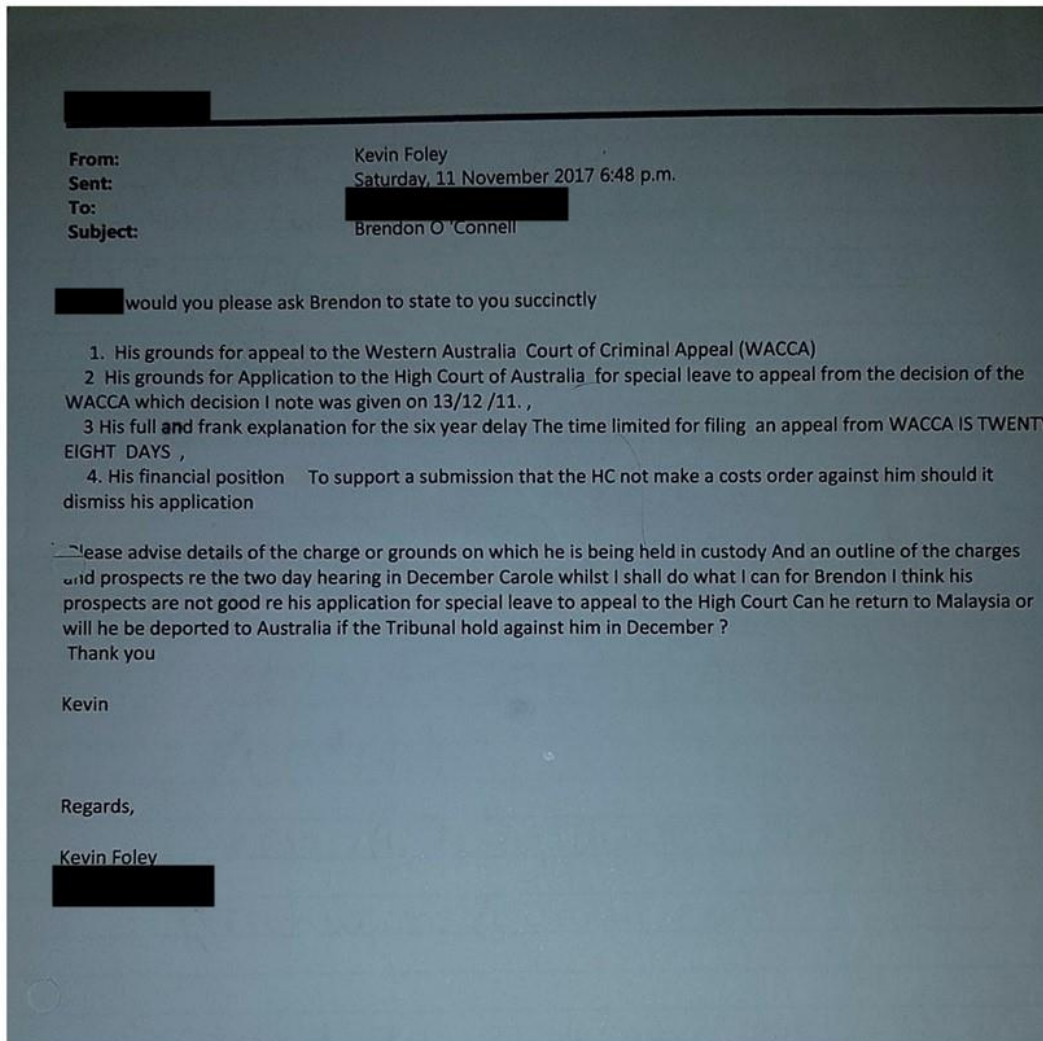 From: Kevin Foley
Sent: Saturday, 11 November 2017 6:48 p.m.
To:
Subject: Brendon O 'Connell
would you please ask Brendon to state to you succinctly
1. His grounds for appeal to the Western Australia Court of Criminal Appeal (WACCA)
2 His grounds for Application to the High Court of Australia for special leave to appeal from the decision of the
WACCA which decision I note was given on 13/12 /11. ,
3 His full and frank explanation for the six year delay The time limited for filing an appeal from WACCA IS TWENT
EIGHT DAYS ,
4. His financial position To support a submission that the HC not make a costs order against him should it
dismiss his application
Please advise details of the charge or grounds on which he is being held in custody And an outline of the charges
and prospects re the two day hearing in December Carole whilst I shall do what I can for Brendon I think his
prospects are not good re his application for special leave to appeal to the High Court Can he return to Malaysia or
will he be deported to Australia if the Tribunal hold against him in December ?
Thank you
Kevin
Regards,
Kevin Foley